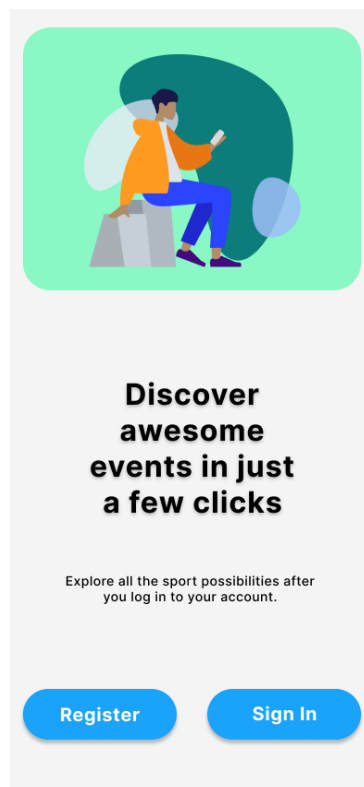 Discover
awesome
events in just
a few clicks
Explore all the sport possibilities after
you log in to your account.
Register
Sign In